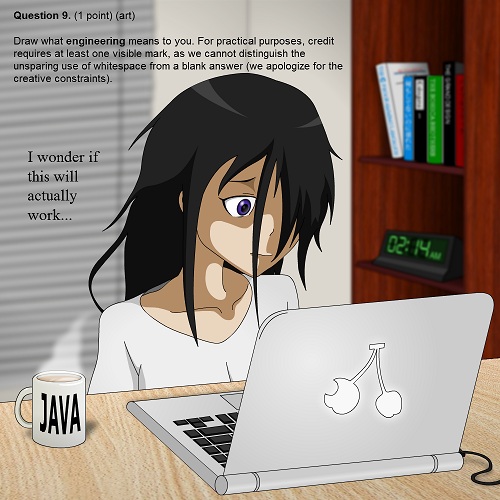 Question 9. (1 point) (art)
Draw what engineering means to you. For practical purposes, credit
requires at least one visible mark, as we cannot distinguish the
unsparing use of whitespace from a blank answer (we apologize for the
creative constraints).
I wonder if
this will
actually
work...
02:14 AM
JAVA